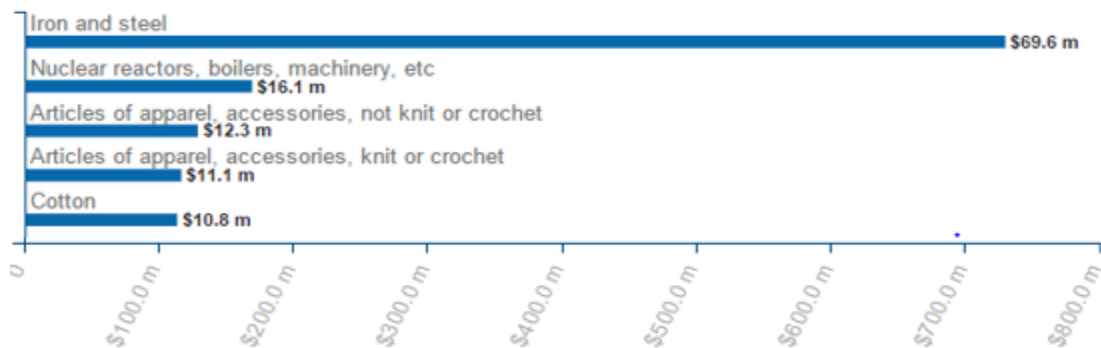 Iron and steel
$69.6 m
Nuclear reactors, boilers, machinery, etc
$16.1 m
Articles of apparel, accessories, not knit or crochet
$12.3 m
Articles of apparel, accessories, knit or crochet
$11.1 m
Cotton
$10.8 m
0
$100.0 m
$200.0 m
$300.0 m
$400.0 m
$500.0 m
$600.0 m
$700.0 m
$800.0 m